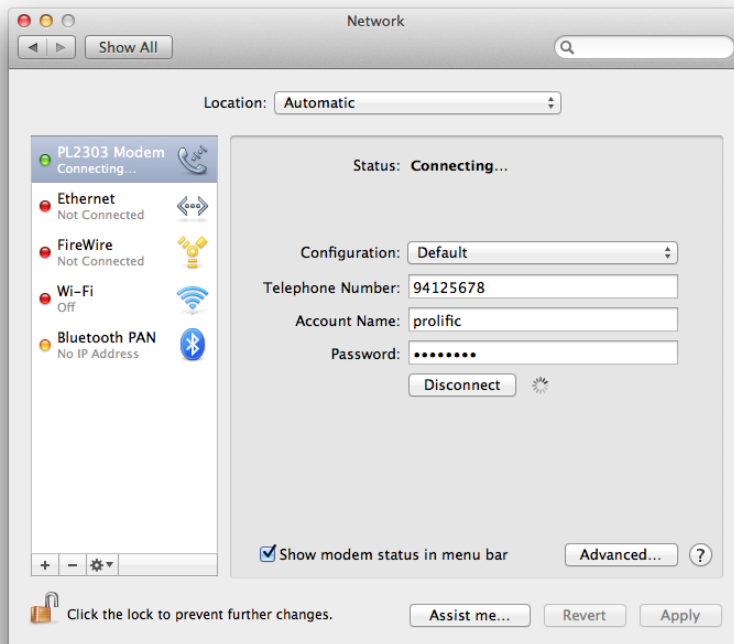 Network
Show All
Location: Automatic
PL2303 Modem
Connecting...
Ethernet
Not Connected
FireWire
Not Connected
Wi-Fi
Off
Bluetooth PAN
No IP Address
Status: Connecting...
Configuration: Default
Telephone Number: 94125678
Account Name: prolific
Password: ••••••••
Disconnect
Show modem status in menu bar
Advanced... ?
Click the lock to prevent further changes.
Assist me... Revert Apply